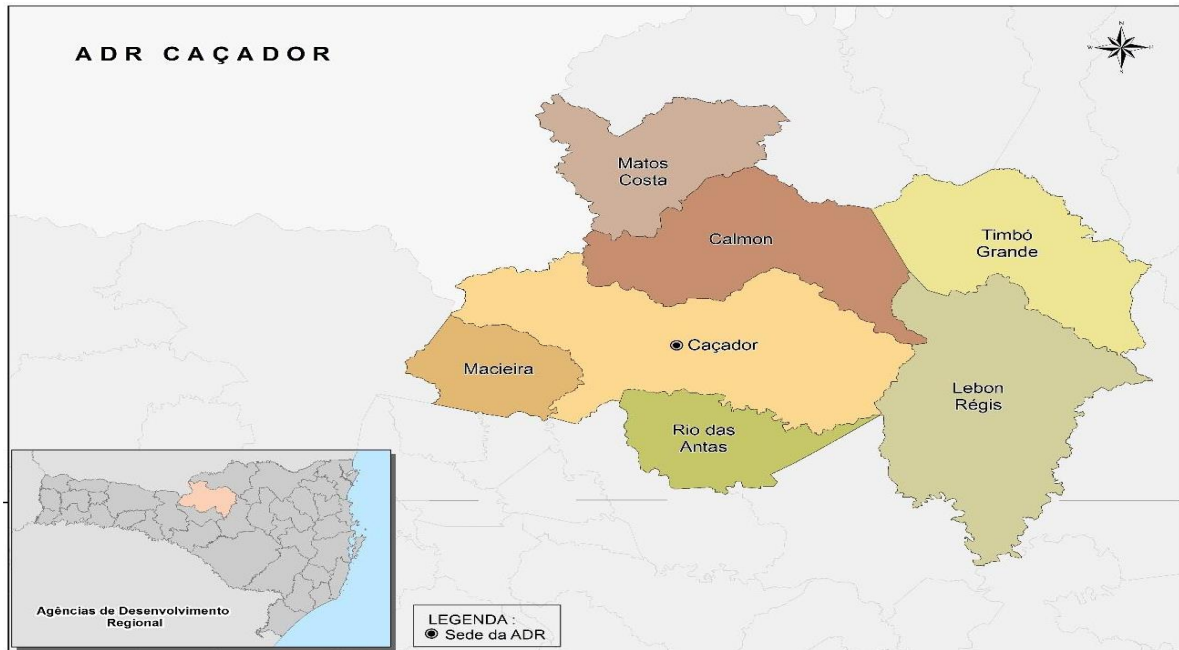 ADR CAÇADOR
N
W
S
Matos
Costa
Calmon
Timbó
Grande
Caçador
Macieira
Lebon
Régis
Rio das
Antas
Agências de Desenvolvimento
Regional
LEGENDA :
Sede da ADR